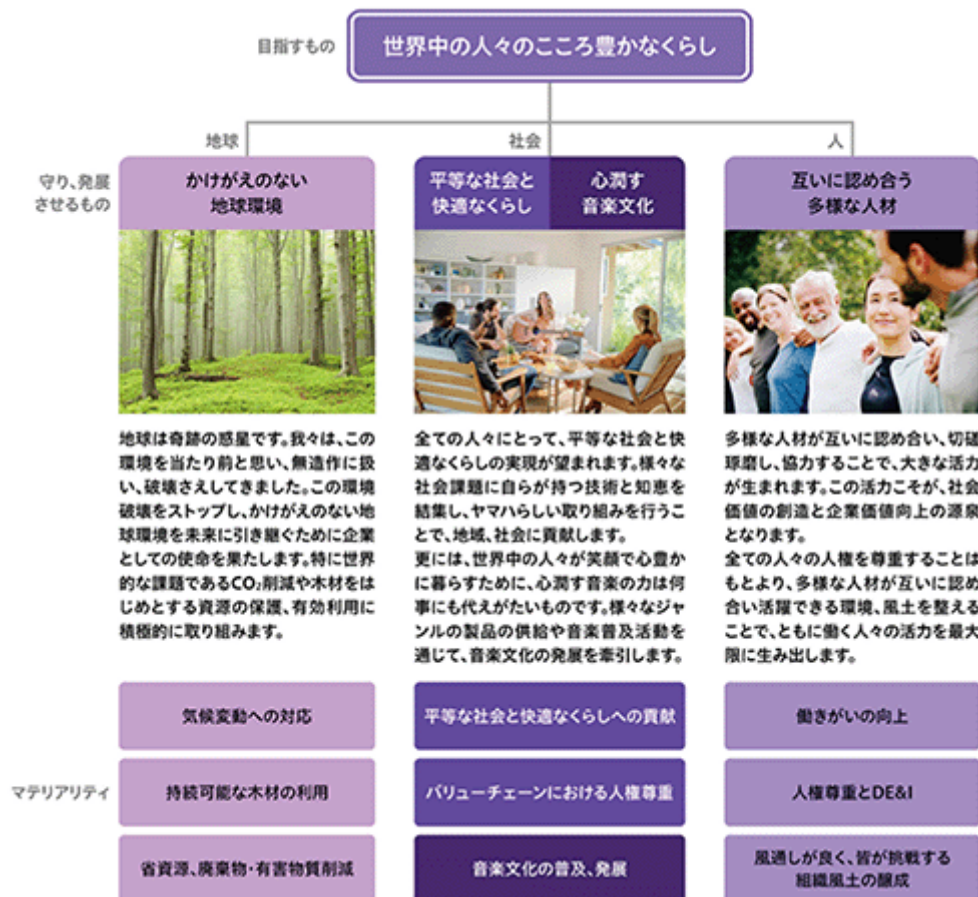 目指すもの
世界中の人々のこころ豊かなくらし
地球
社会
人
守り、発展
させるもの
かけがえのない
地球環境
平等な社会と
快適なくらし
心潤す
音楽文化
互いに認め合う
多様な人材
地球は奇跡の惑星です。我々は、この
環境を当たり前と思い、無造作に扱
い、破壊さえしてきました。この環境
破壊をストップし、かけがえのない地
球環境を未来に引き継ぐために企業
としての使命を果たします。特に世界
的な課題であるCO₂削減や木材をは
じめとする資源の保護、有効利用に
積極的に取り組みます。
全ての人々にとって、平等な社会と快
適なくらしの実現が望まれます。様々な
社会課題に自らが持つ技術と知恵を
結集し、ヤマハらしい取り組みを行うこ
とで、地域、社会に貢献します。
更には、世界中の人々が笑顔で心豊か
に暮らすために、心潤す音楽の力は何
事にも代えがたいものです。様々なジャ
ンルの製品の供給や音楽普及活動を
通じて、音楽文化の発展を牽引します。
多様な人材が互いに認め合い、切磋
琢磨し、協力することで、大きな活力
が生まれます。この活力こそが、社会
価値の創造と企業価値向上の源泉
となります。
全ての人々の人権を尊重することは
もとより、多様な人材が互いに認め
合い活躍できる環境、風土を整える
ことで、ともに働く人々の活力を最大
限に生み出します。
マテリアリティ
気候変動への対応
持続可能な木材の利用
省資源、廃棄物・有害物質削減
平等な社会と快適なくらしへの貢献
バリューチェーンにおける人権尊重
音楽文化の普及、発展
働きがいの向上
人権尊重とDE&I
風通しが良く、皆が挑戦する
組織風土の醸成